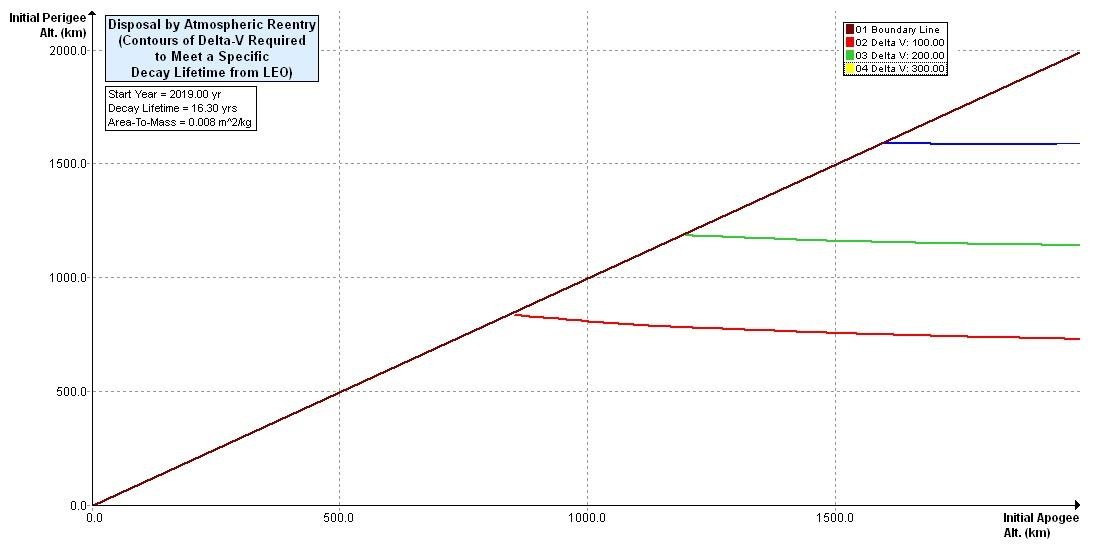 Initial Perigee
Alt. (km)
Disposal by Atmospheric Reentry
(Contours of Delta-V Required
to Meet a Specific
Decay Lifetime from LEO)
Start Year = 2019.00 yr
Decay Lifetime = 16.30 yrs
Area-To-Mass = 0.008 m^2/kg
01 Boundary Line
02 Delta V: 100.00
03 Delta V: 200.00
04 Delta V: 300.00
2000.0
1500.0
1000.0
500.0
0.0
0.0
500.0
1000.0
1500.0
Initial Apogee
Alt. (km)